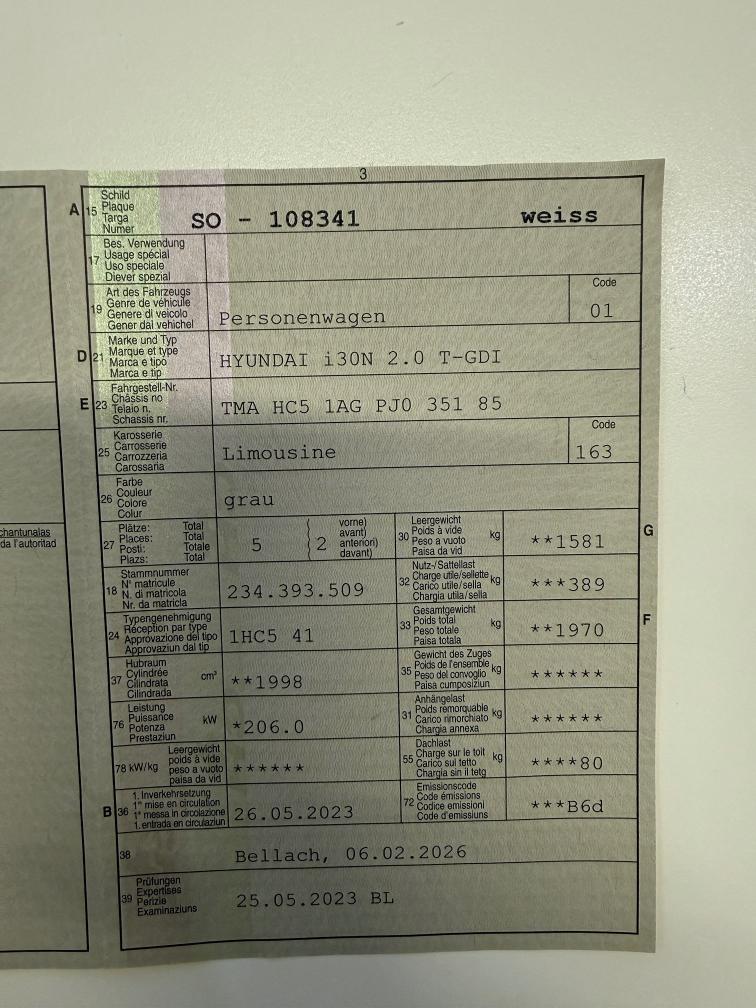 3
A 15 Schild
Plaque
Targa
Numer
SO - 108341 weiss
17 Bes. Verwendung
Usage spécial
Uso speciale
Diever spezial
19 Art des Fahrzeugs
Genre de véhicule
Genere di veicolo
Gener dal vehichel
Personenwagen
Code
01
D 21 Marke und Typ
Marque et type
Marca e tipo
Marca e tip
HYUNDAI i30N 2.0 T-GDI
E 23 Fahrgestell-Nr.
Châssis no
Telaio n.
Schassis nr.
TMA HC5 1AG PJ0 351 85
25 Karosserie
Carrosserie
Carrozzeria
Carossaria
Limousine
Code
163
26 Farbe
Couleur
Colore
Colur
grau
chantunalas
da l'autoritad
27 Plätze: Total
Places: Total
Posti: Totale
Plazs: Total
5
2
vorne)
avant)
anteriori)
davant)
30 Leergewicht
Poids à vide
Peso a vuoto
Paisa da vid
kg
**1581
G
18 Stammnummer
N° matricule
N. di matricola
Nr. da matricla
234.393.509
32 Nutz-/Sattellast
Charge utile/sellette
Carico utile/sella
Chargia utila/sella
kg
***389
24 Typengenehmigung
Réception par type
Approvazione del tipo
Approvaziun dal tip
1HC5 41
33 Gesamtgewicht
Poids total
Peso totale
Paisa totala
kg
**1970
F
37 Hubraum
Cylindrée
Cilindrata
Cilindrada
cm³
**1998
35 Gewicht des Zuges
Poids de l'ensemble
Peso del convoglio
Paisa cumposiziun
kg
******
76 Leistung
Puissance
Potenza
Prestaziun
kW
*206.0
31 Anhängelast
Poids remorquable
Carico rimorchiato
Chargia annexa
kg
******
78 kW/kg
Leergewicht
poids à vide
peso a vuoto
paisa da vid
******
55 Dachlast
Charge sur le toit
Carico sul tetto
Chargia sin il tetg
kg
****80
B 36 1. Inverkehrsetzung
1re mise en circulation
1a messa in circolazione
1. entrada en circulaziun
26.05.2023
72 Emissionscode
Code émissions
Codice emissioni
Code d'emissiuns
***B6d
38
Bellach, 06.02.2026
39 Prüfungen
Expertises
Perizie
Examinaziuns
25.05.2023 BL